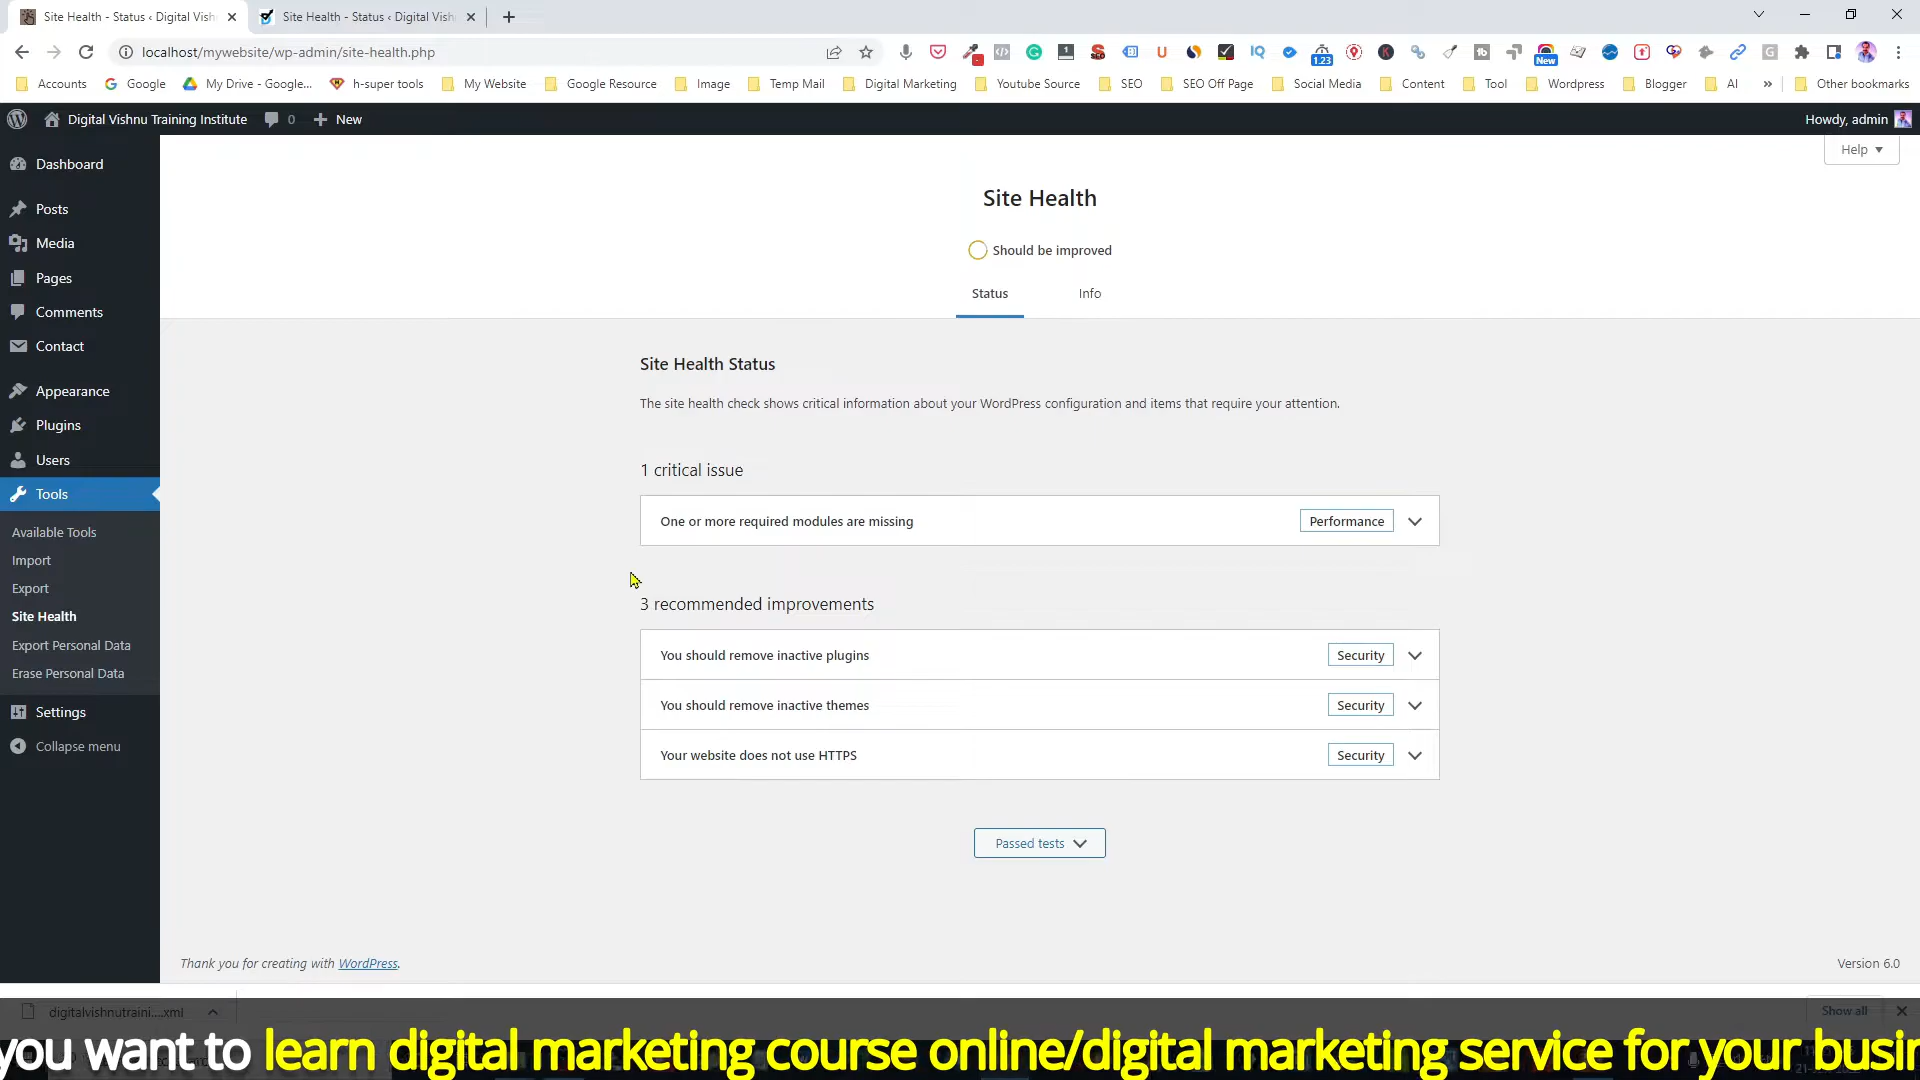 Site Health - Status ‹ Digital Vishn
Site Health - Status ‹ Digital Vish
localhost/mywebsite/wp-admin/site-health.php
1.23
New
Accounts
Google
My Drive - Google...
h-super tools
My Website
Google Resource
Image
Temp Mail
Digital Marketing
Youtube Source
SEO
SEO Off Page
Social Media
Content
Tool
Wordpress
Blogger
AI
Other bookmarks
Digital Vishnu Training Institute
0
New
Howdy, admin
Help
Dashboard
Posts
Media
Pages
Comments
Contact
Appearance
Plugins
Users
Tools
Available Tools
Import
Export
Site Health
Export Personal Data
Erase Personal Data
Settings
Collapse menu
Site Health
Should be improved
Status
Info
Site Health Status
The site health check shows critical information about your WordPress configuration and items that require your attention.
1 critical issue
One or more required modules are missing
Performance
3 recommended improvements
You should remove inactive plugins
Security
You should remove inactive themes
Security
Your website does not use HTTPS
Security
Passed tests
Thank you for creating with WordPress.
Version 6.0
digitalvishnutraini....xml
Show all
you want to learn digital marketing course online/digital marketing service for your busi